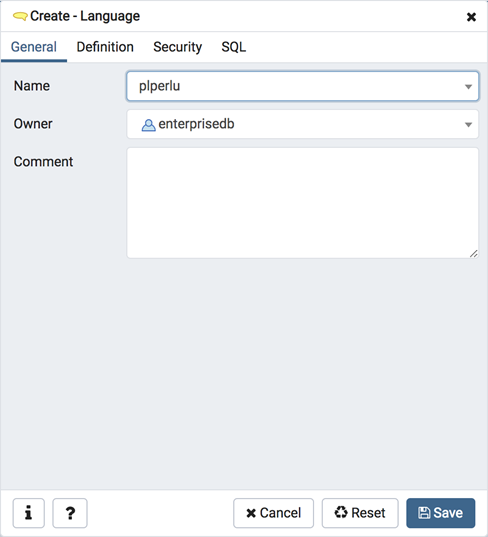 Create - Language
General Definition Security SQL
Name plperlu
Owner enterprisedb
Comment
i ? Cancel Reset Save